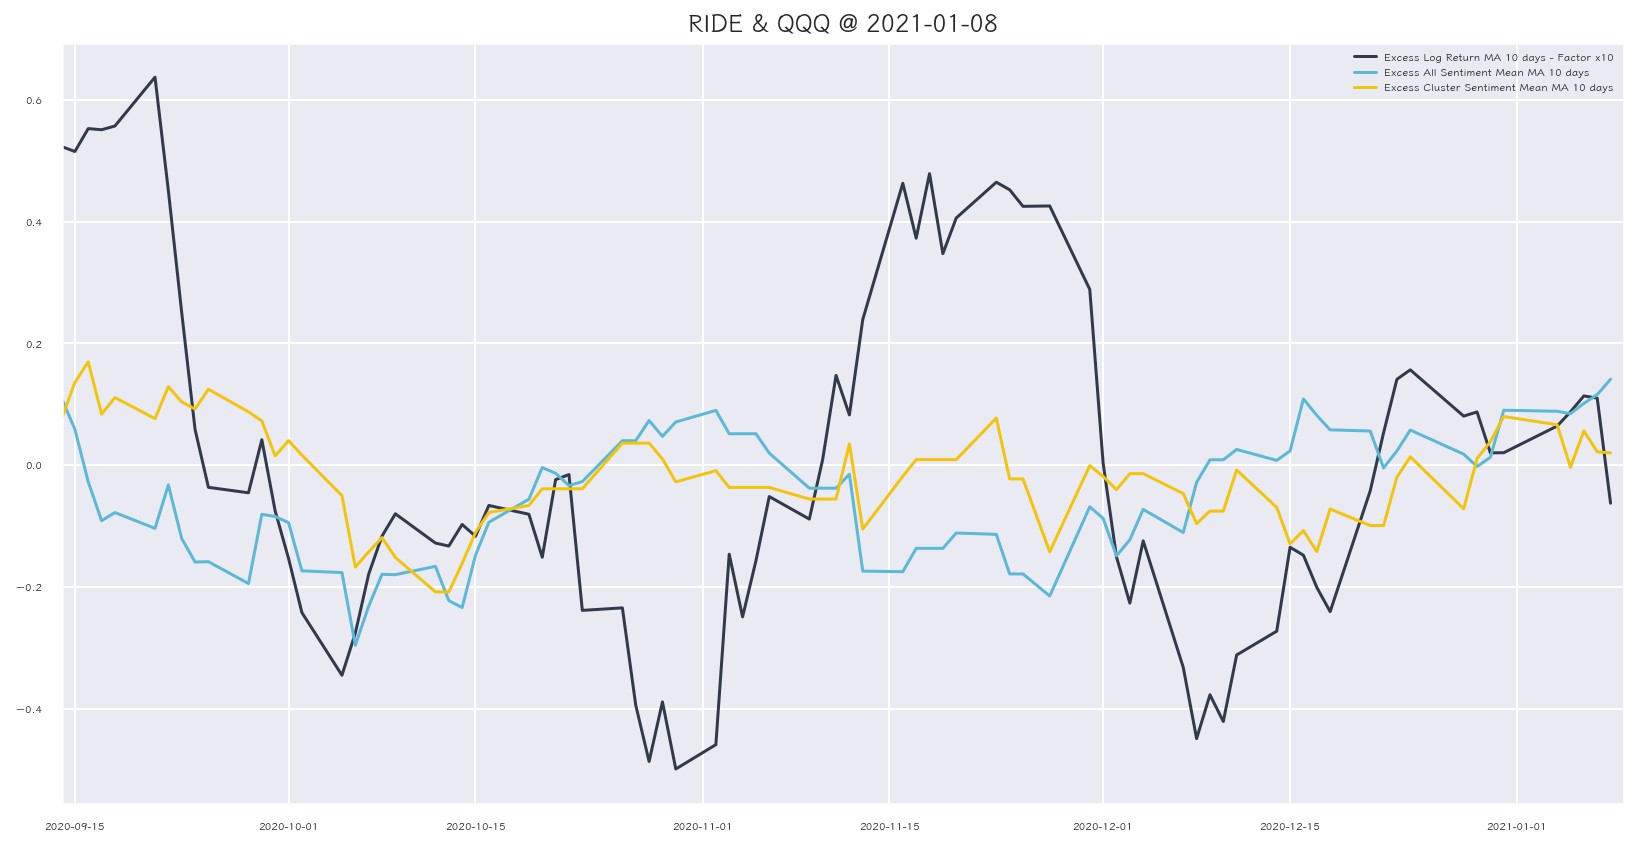 RIDE & QQQ @ 2021-01-08
Excess Log Return MA 10 days - Factor x10
Excess All Sentiment Mean MA 10 days
Excess Cluster Sentiment Mean MA 10 days
0.6
0.4
0.2
0.0
−0.2
−0.4
2020-09-15 2020-10-01 2020-10-15 2020-11-01 2020-11-15 2020-12-01 2020-12-15 2021-01-01